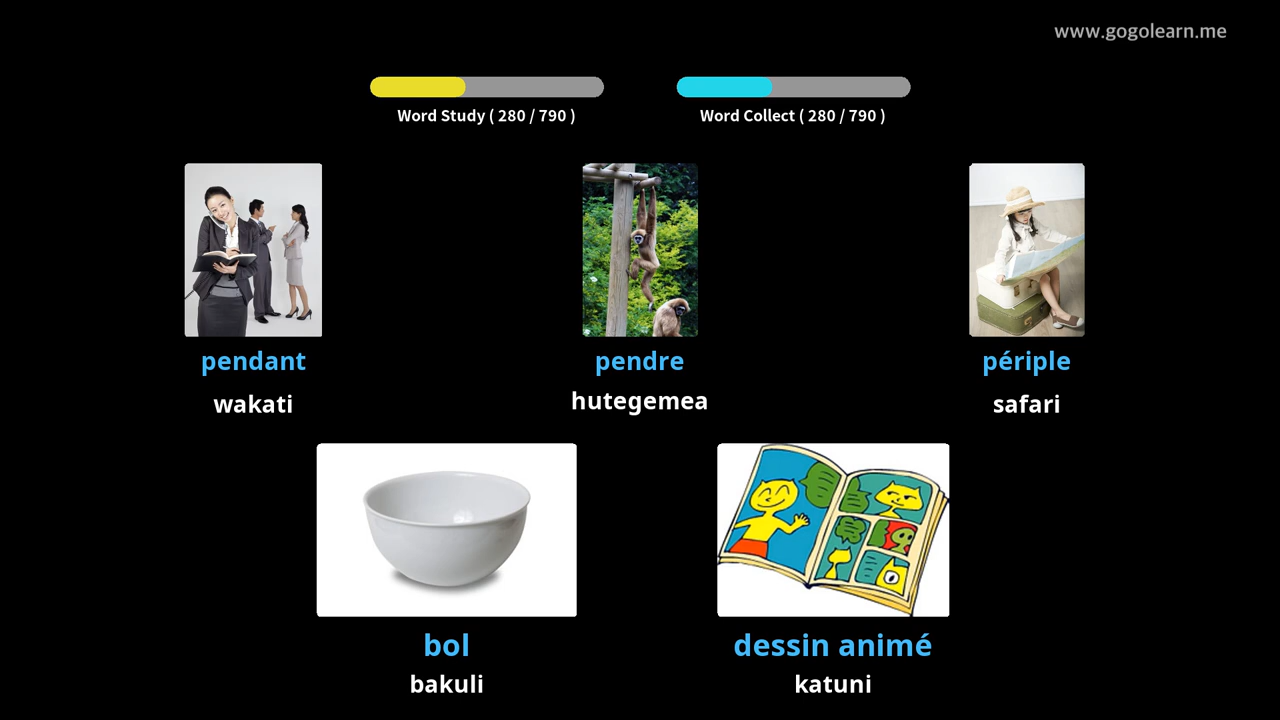 www.gogolearn.me
Word Study ( 280 / 790 )
Word Collect ( 280 / 790 )
pendant
wakati
pendre
hutegemea
périple
safari
bol
bakuli
dessin animé
katuni